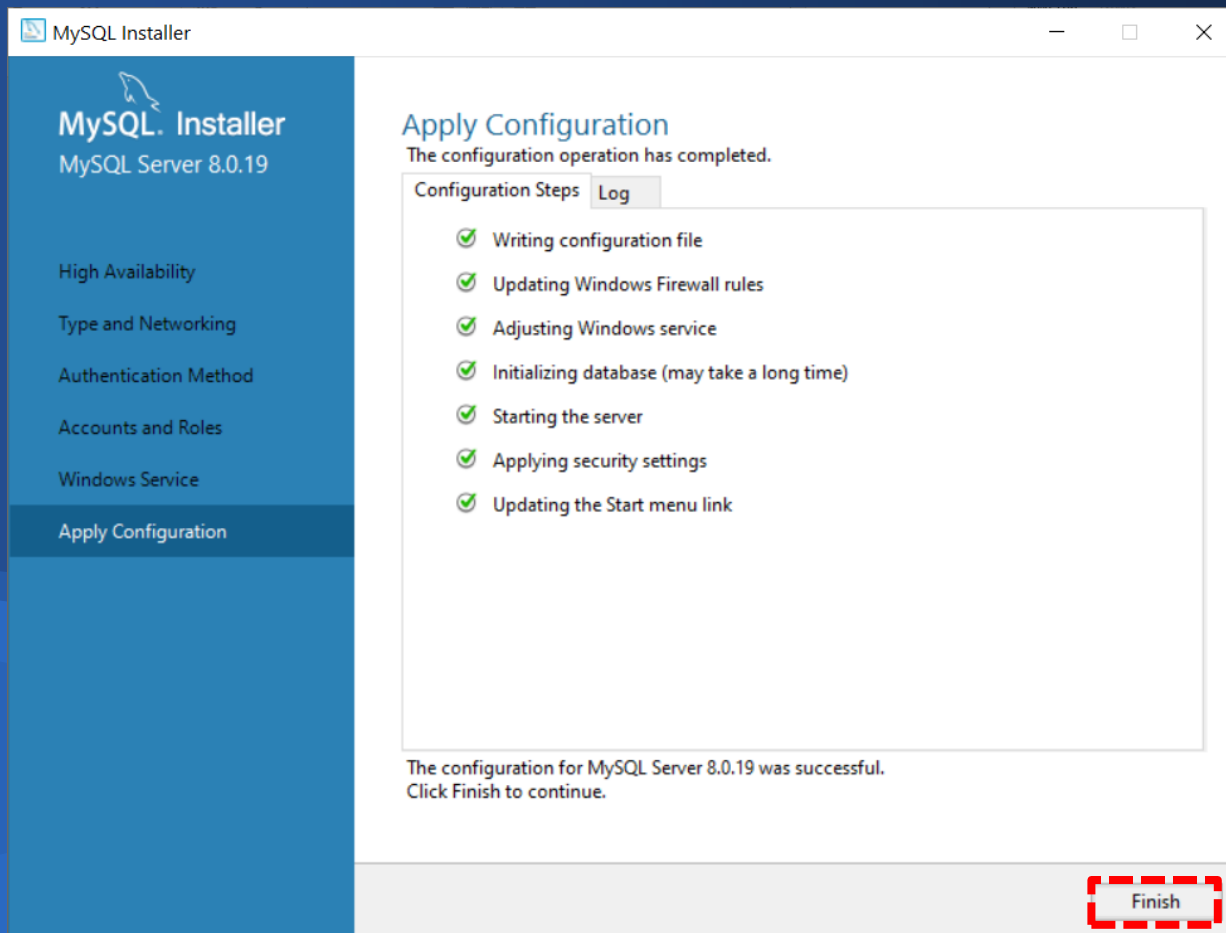 MySQL Installer
MySQL. Installer
MySQL Server 8.0.19
High Availability
Type and Networking
Authentication Method
Accounts and Roles
Windows Service
Apply Configuration
Apply Configuration
The configuration operation has completed.
Configuration Steps
Log
Writing configuration file
Updating Windows Firewall rules
Adjusting Windows service
Initializing database (may take a long time)
Starting the server
Applying security settings
Updating the Start menu link
The configuration for MySQL Server 8.0.19 was successful.
Click Finish to continue.
Finish